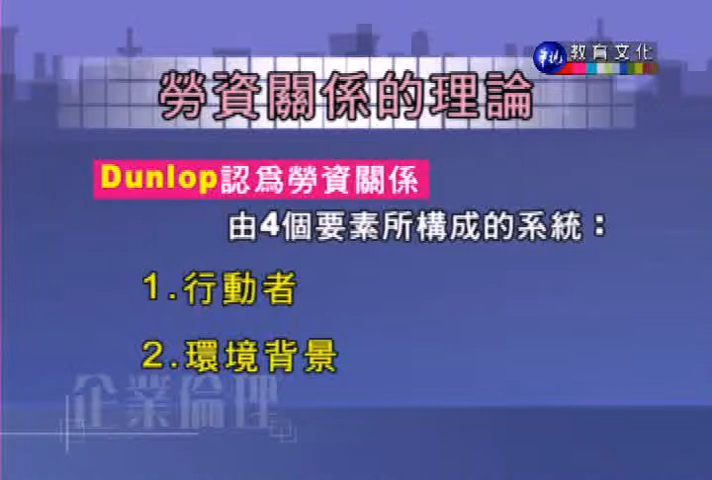 華視 教育文化
勞資關係的理論
Dunlop認為勞資關係
由4個要素所構成的系統：
1.行動者
2.環境背景
企業倫理